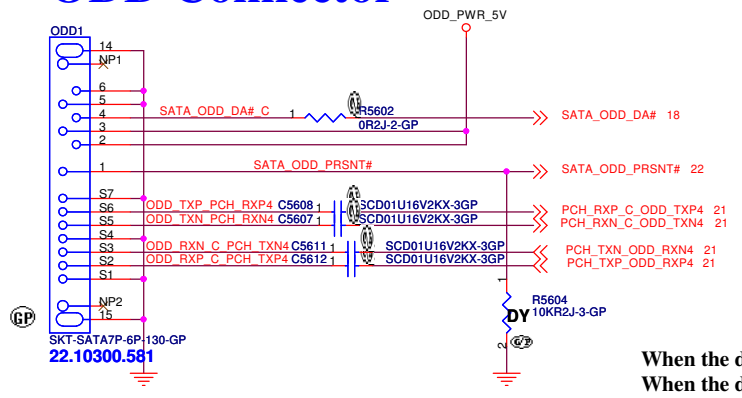 ODD Connector
ODD_PWR_5V
ODD1
14
NP1
6
5
4 SATA_ODD_DA#_C 1 R5602 SATA_ODD_DA# 18
3 0R2J-2-GP
2
1 SATA_ODD_PRSNT# SATA_ODD_PRSNT# 22
S7
S6 ODD_TXP_PCH_RXP4 C5608 1 SCD01U16V2KX-3GP PCH_RXP_C_ODD_TXP4 21
S5 ODD_TXN_PCH_RXN4 C5607 1 SCD01U16V2KX-3GP PCH_RXN_C_ODD_TXN4 21
S4
S3 ODD_RXN_C_PCH_TXN4 C5611 1 SCD01U16V2KX-3GP PCH_TXN_ODD_RXN4 21
S2 ODD_RXP_C_PCH_TXP4 C5612 1 SCD01U16V2KX-3GP PCH_TXP_ODD_RXP4 21
S1
1
NP2
R5604
15
DY 10KR2J-3-GP
GP
2
SKT-SATA7P-6P-130-GP
22.10300.581
When the d
When the d